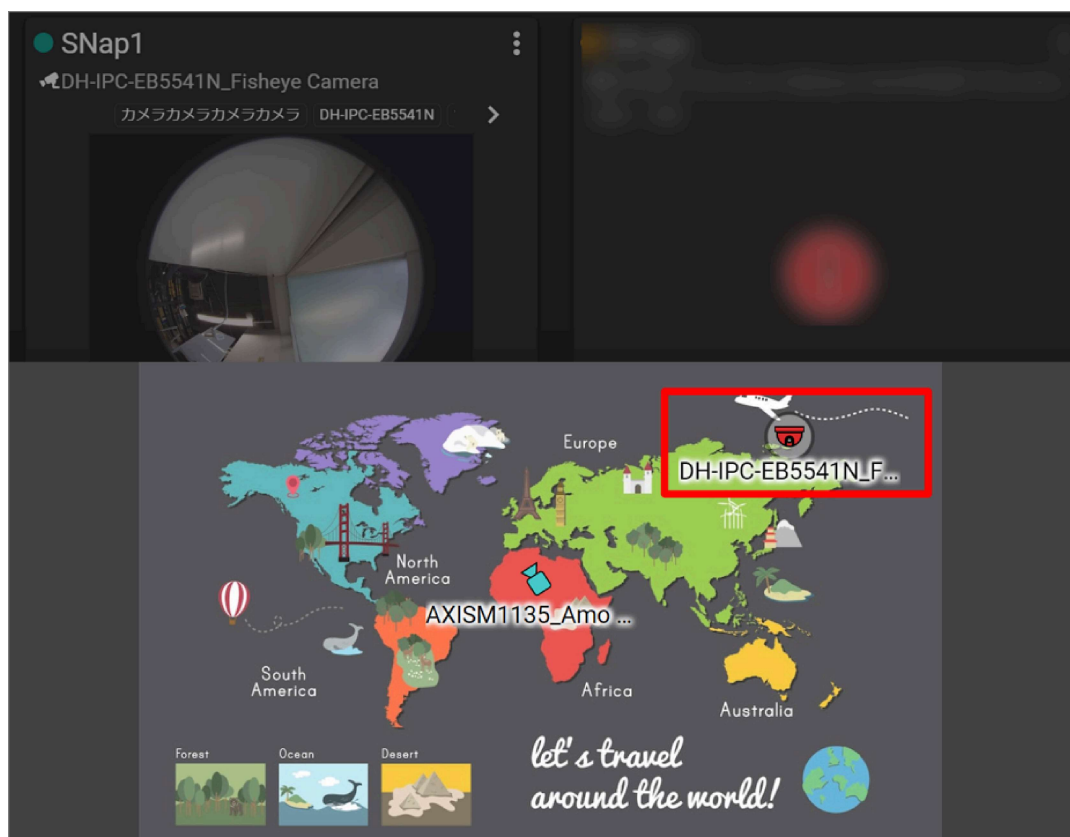 SNap1
DH-IPC-EB5541N_Fisheye Camera
カメラカメラカメラカメラ DH-IPC-EB5541N
Europe
DH-IPC-EB5541N_F...
North
America
AXISM1135_Amo ...
South
America
Africa
Australia
Forest Ocean Desert
let's travel
around the world!